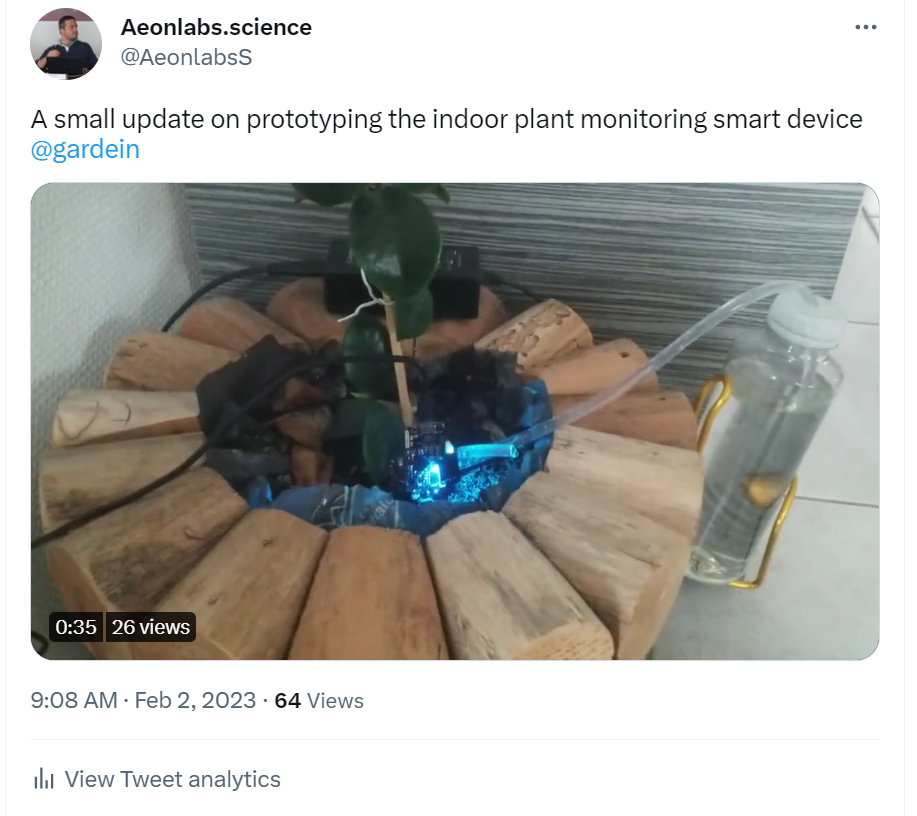 Aeonlabs.science
@AeonlabsS
A small update on prototyping the indoor plant monitoring smart device
@gardein
0:35 26 views
9:08 AM · Feb 2, 2023 · 64 Views
View Tweet analytics